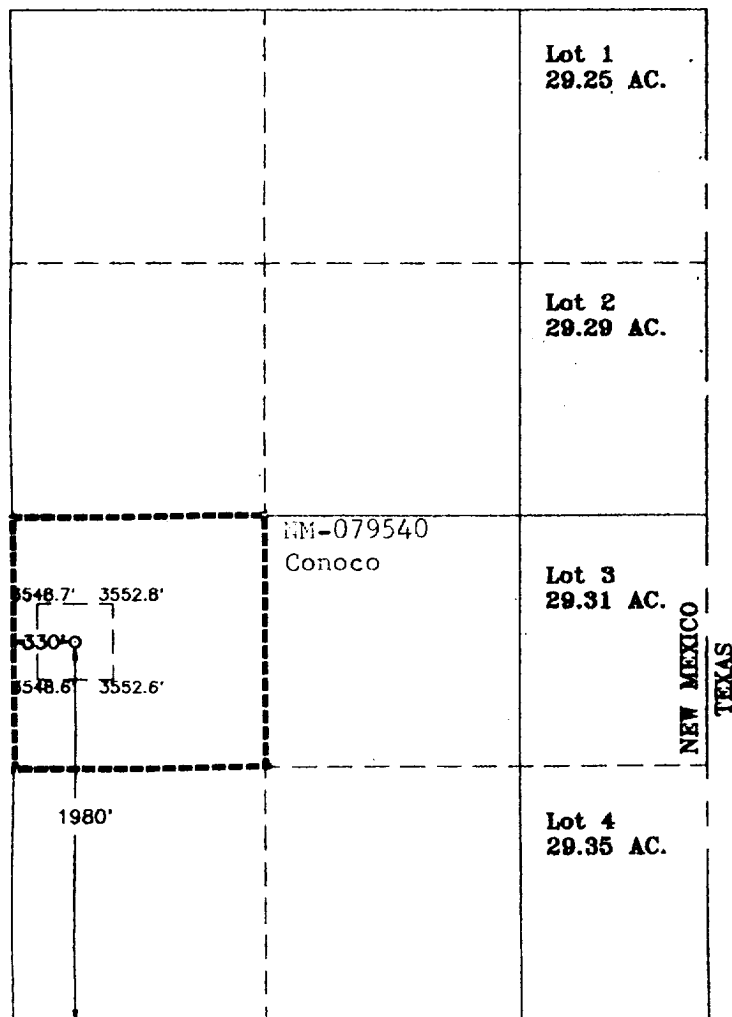 Lot 1
29.25 AC.
Lot 2
29.29 AC.
NM-079540
Conoco
Lot 3
29.31 AC.
3548.7' 3552.8'
330'
3548.6' 3552.6'
NEW MEXICO
TEXAS
1980'
Lot 4
29.35 AC.